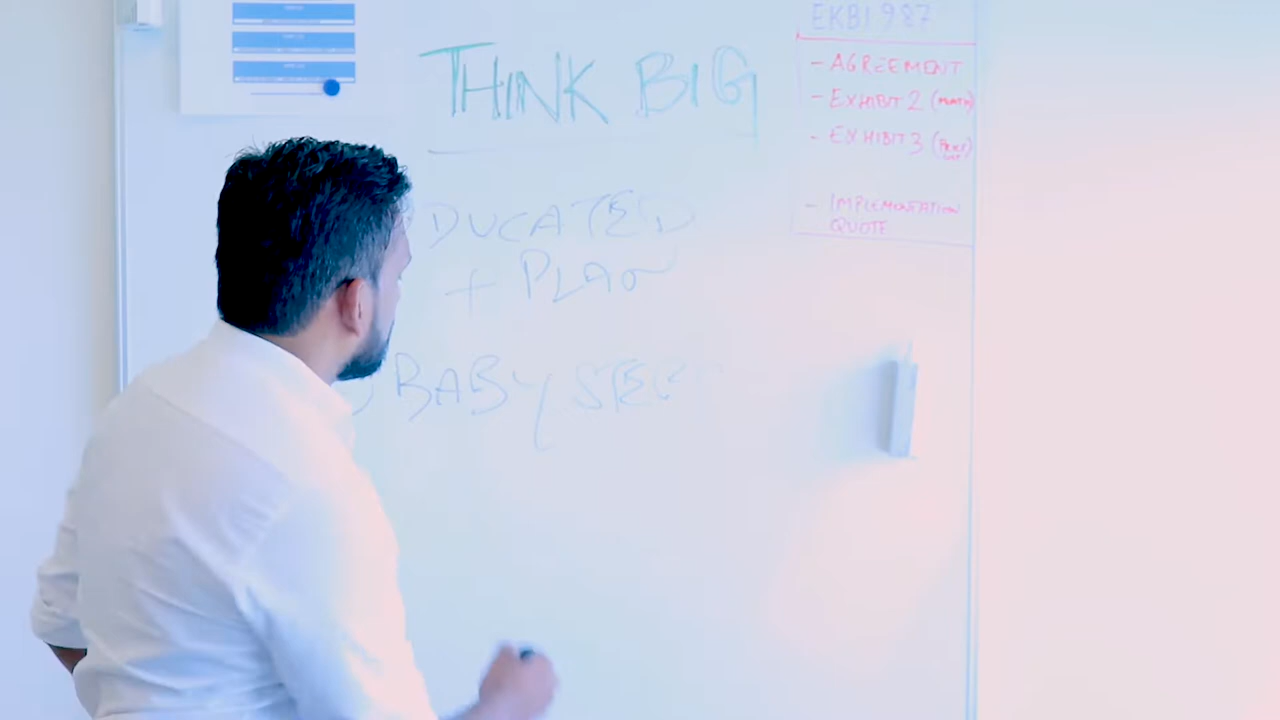 THINK BIG
DUCATED
+ PLAN
BABY STEP
EKB1987
- AGREEMENT
- EXHIBIT 2 (MATH)
- EXHIBIT 3
- IMPLEMENTATION
QUOTE